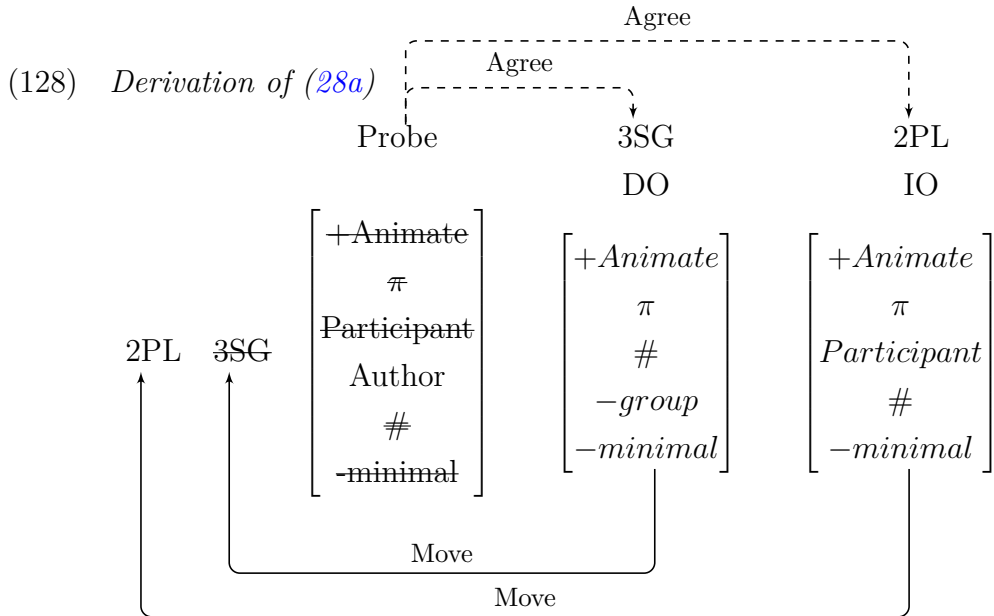 Agree
Agree
(128) Derivation of (28a)
Probe 3SG 2PL
DO IO
+Animate +Animate +Animate
π π π
Participant # Participant
2PL 3SG Author −group #
# −minimal −minimal
-minimal
Move
Move